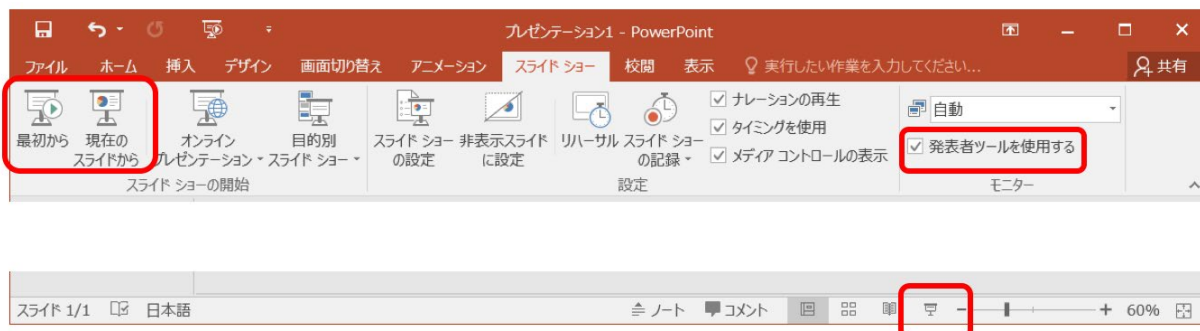 プレゼンテーション1 - PowerPoint
ファイル ホーム 挿入 デザイン 画面切り替え アニメーション スライド ショー 校閲 表示 実行したい作業を入力してください... 共有
最初から
現在の
スライドから
オンライン
プレゼンテーション
目的別
スライド ショー
スライド ショーの開始
スライド ショー
の設定
非表示スライド
に設定
リハーサル
スライド ショー
の記録
ナレーションの再生
タイミングを使用
メディア コントロールの表示
設定
自動
発表者ツールを使用する
モニター
スライド 1/1 日本語 ノート コメント 60%